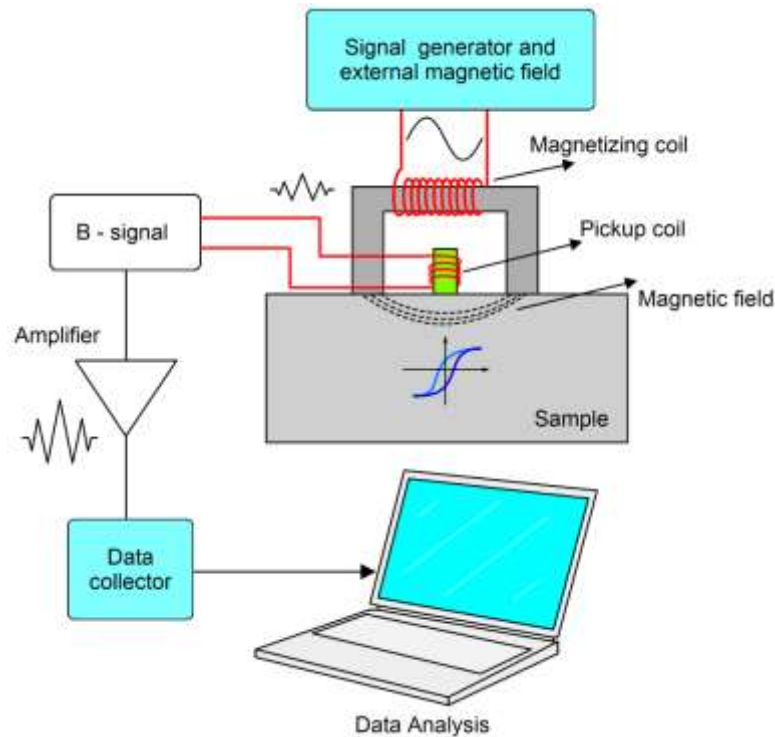 Signal generator and
external magnetic field
Magnetizing coil
B - signal
Pickup coil
Magnetic field
Amplifier
Sample
Data
collector
Data Analysis